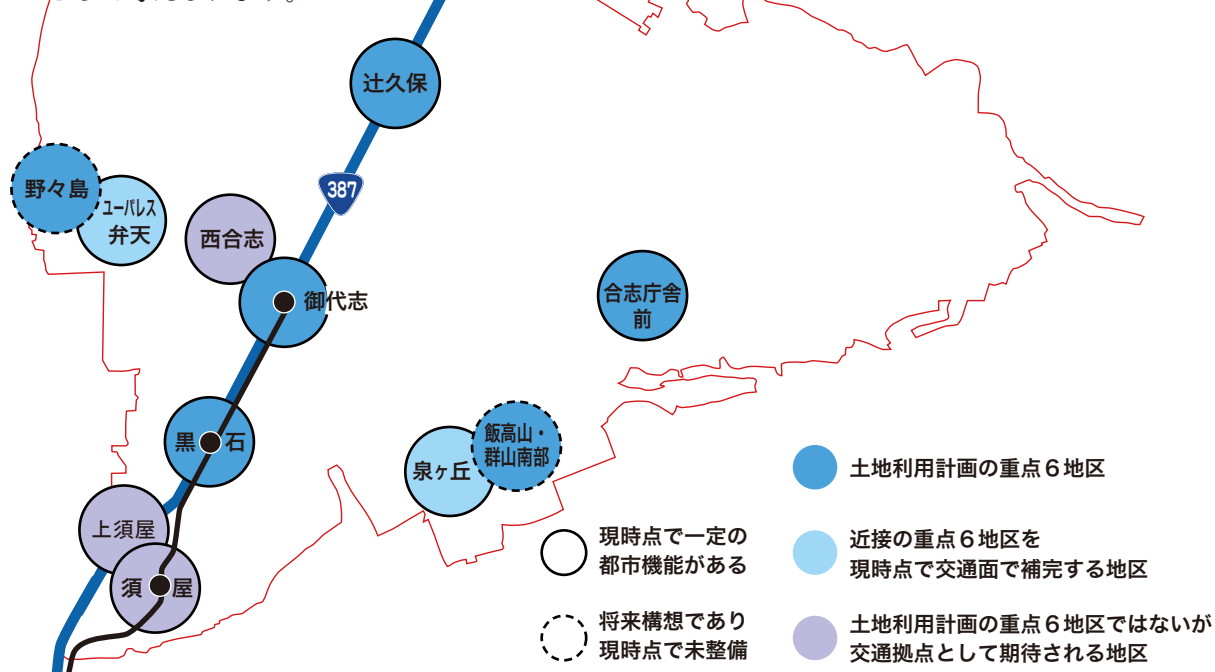 辻久保
387
野々島
ユーパレス
弁天
西合志
御代志
合志庁舎
前
黒石
飯高山・
群山南部
泉ヶ丘
上須屋
須屋
土地利用計画の重点6地区
現時点で一定の
都市機能がある
近接の重点6地区を
現時点で交通面で補完する地区
将来構想であり
現時点で未整備
土地利用計画の重点6地区ではないが
交通拠点として期待される地区